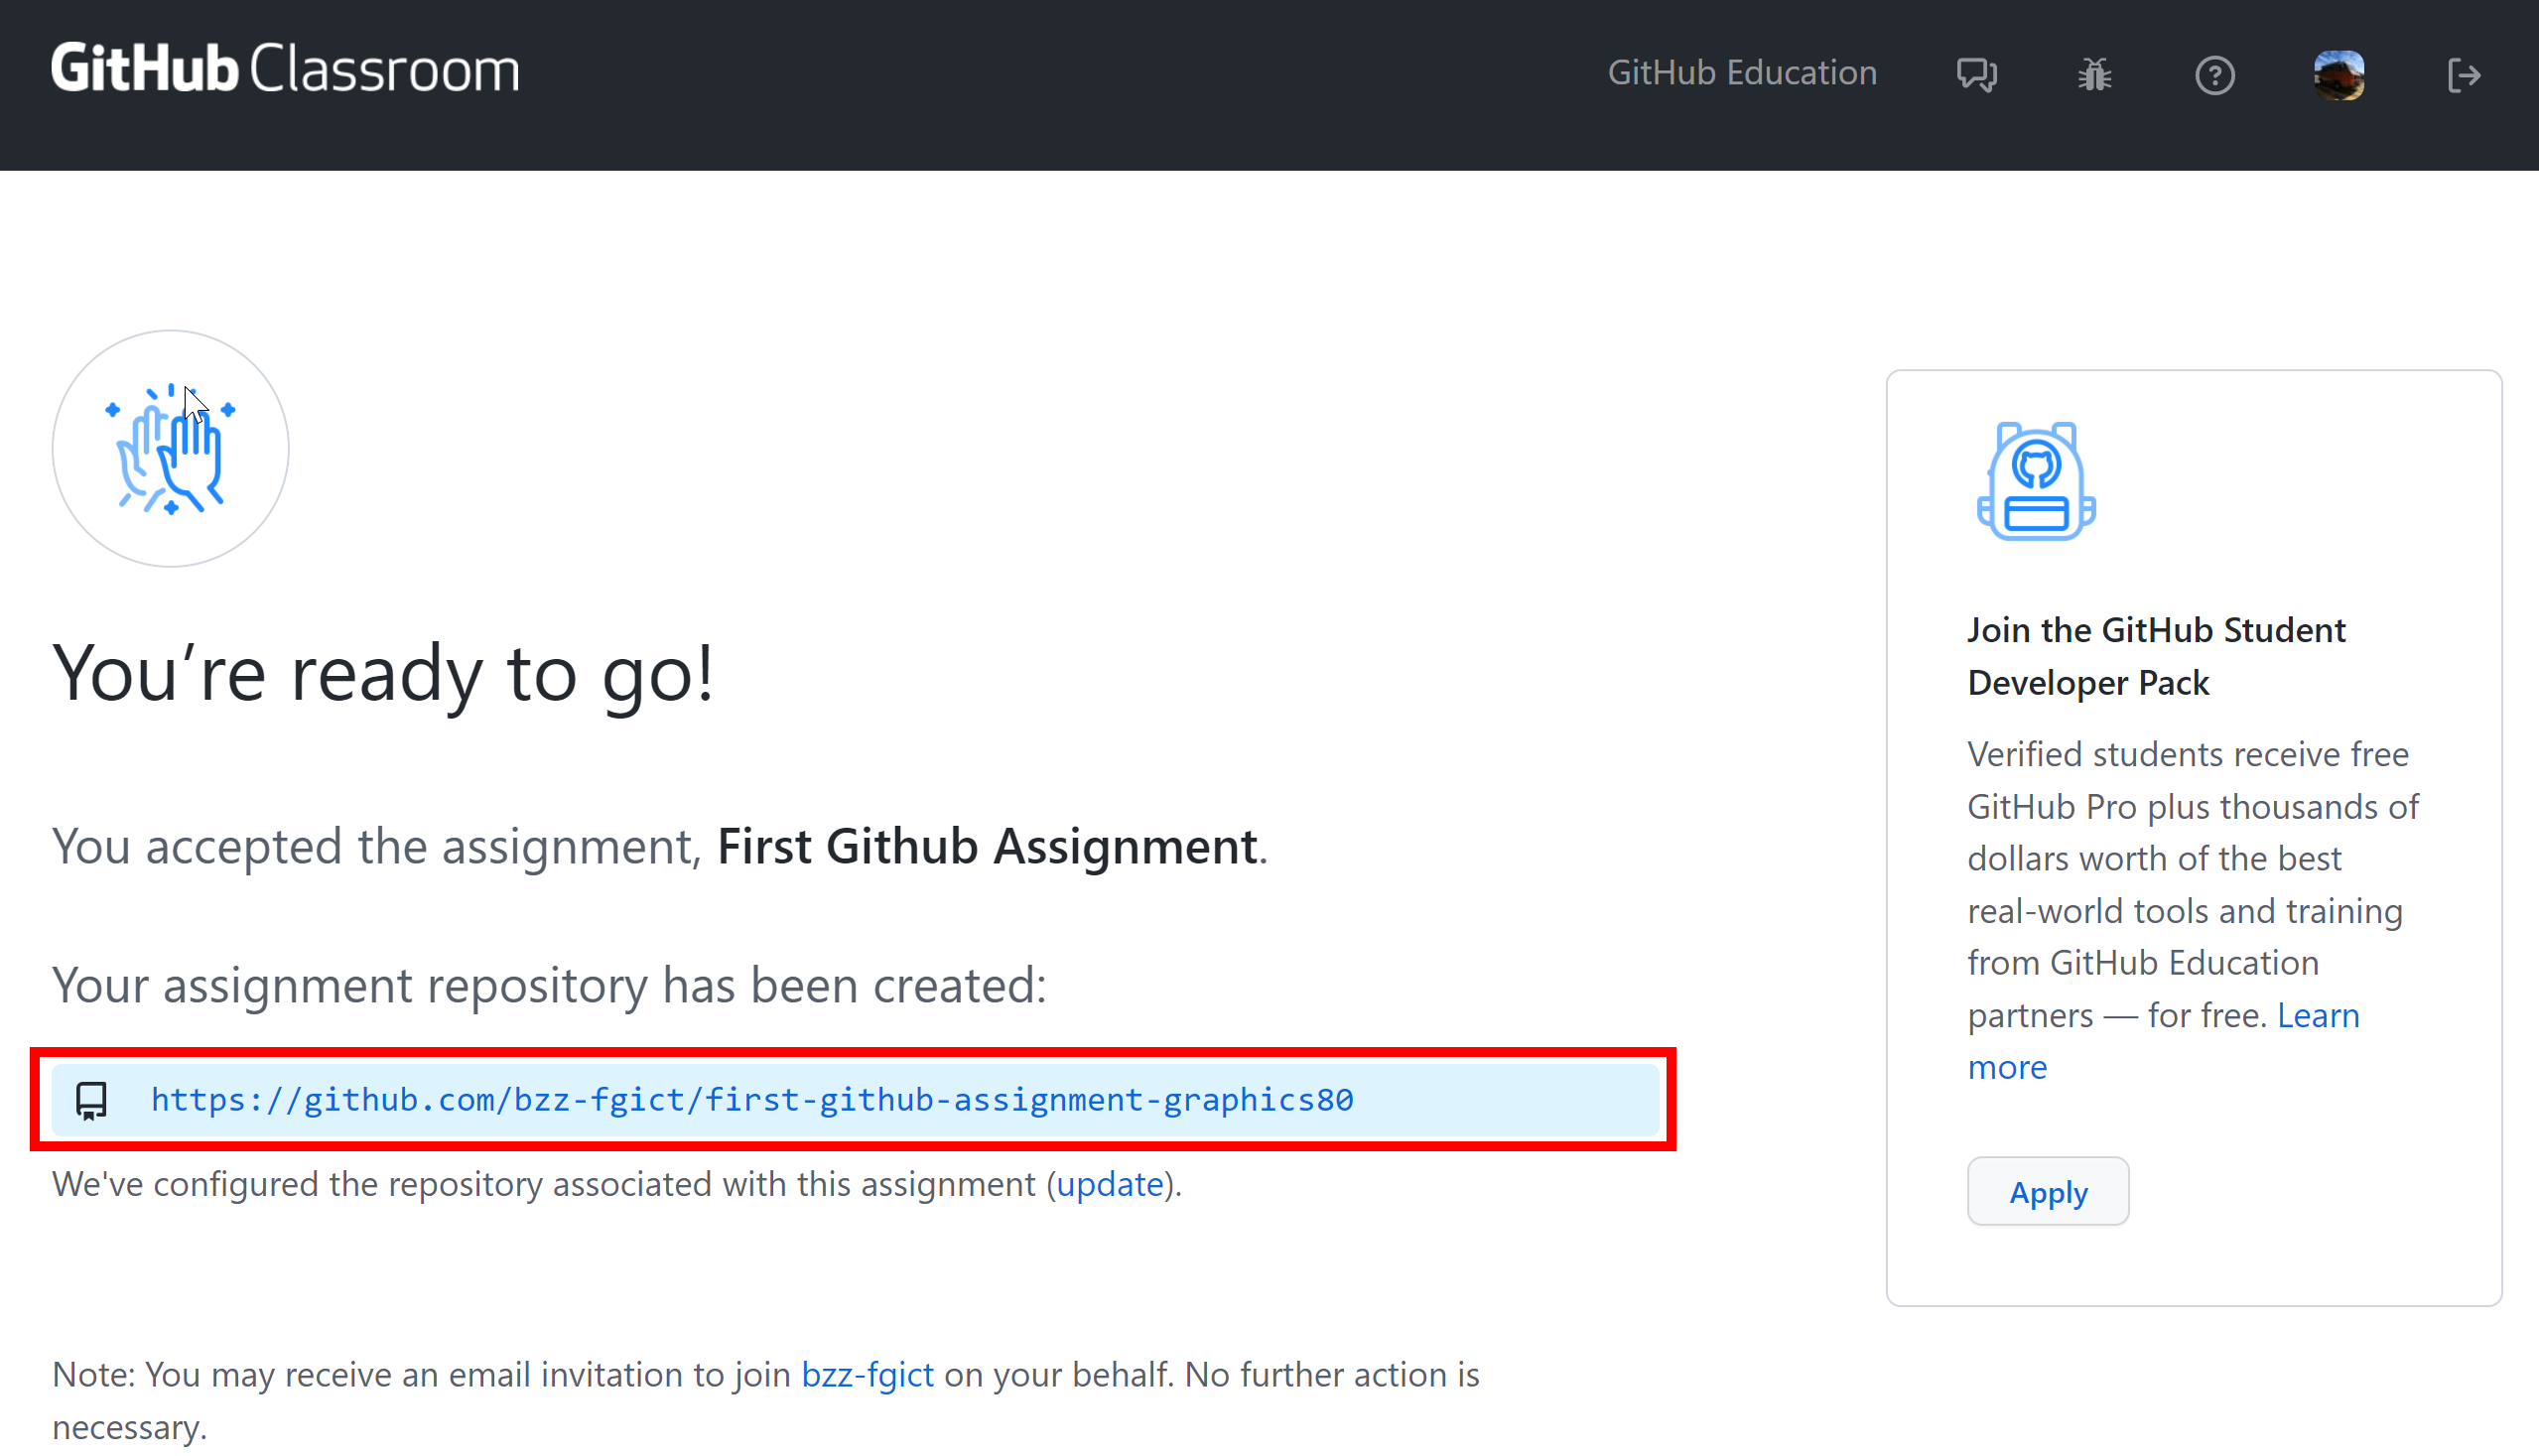 GitHub Classroom
GitHub Education
You’re ready to go!
You accepted the assignment, First Github Assignment.
Your assignment repository has been created:
https://github.com/bzz-fgict/first-github-assignment-graphics80
We've configured the repository associated with this assignment (update).
Note: You may receive an email invitation to join bzz-fgict on your behalf. No further action is
necessary.
Join the GitHub Student
Developer Pack
Verified students receive free
GitHub Pro plus thousands of
dollars worth of the best
real-world tools and training
from GitHub Education
partners — for free. Learn
more
Apply